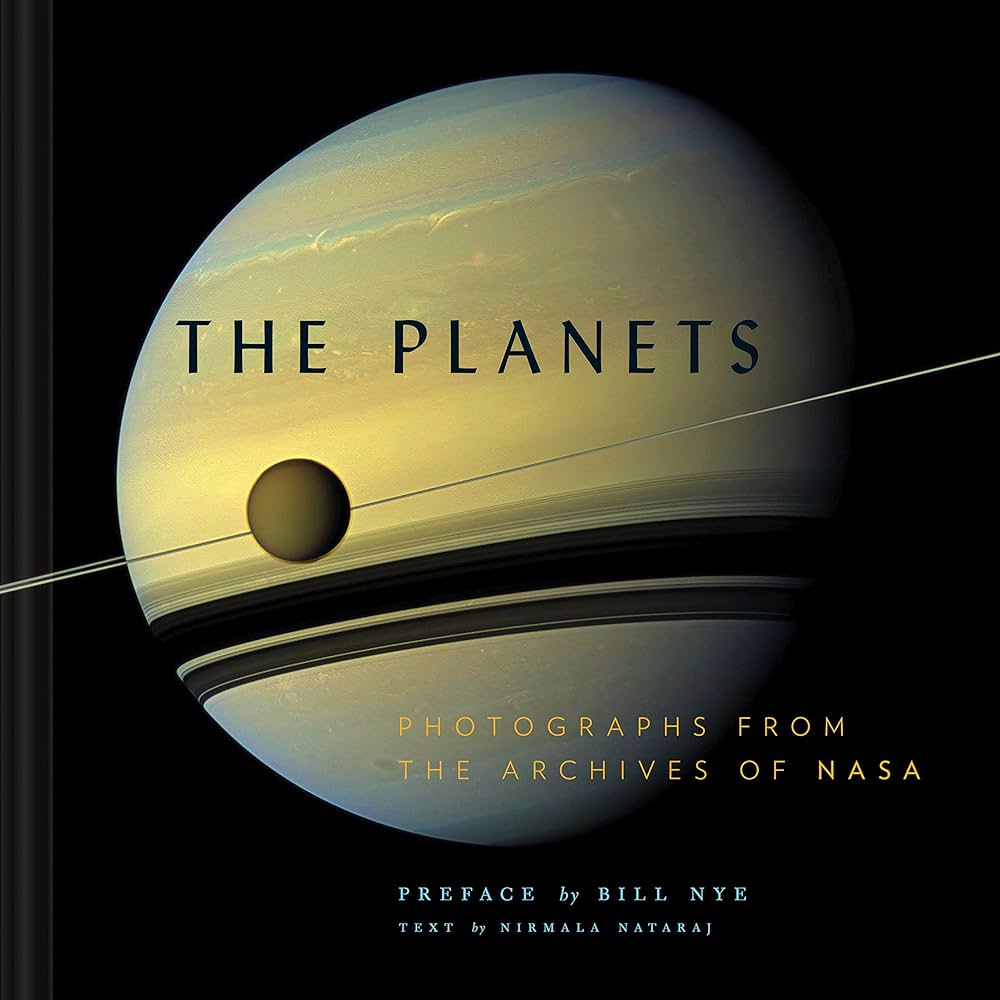 THE PLANETS
PHOTOGRAPHS FROM
THE ARCHIVES OF NASA
PREFACE by BILL NYE
TEXT by NIRMALA NATARAJ